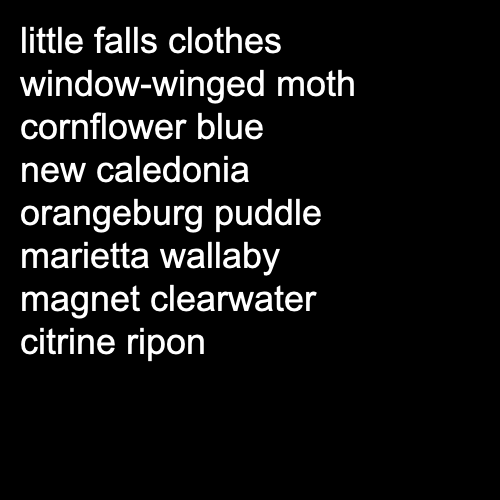 little falls clothes
window-winged moth
cornflower blue
new caledonia
orangeburg puddle
marietta wallaby
magnet clearwater
citrine ripon